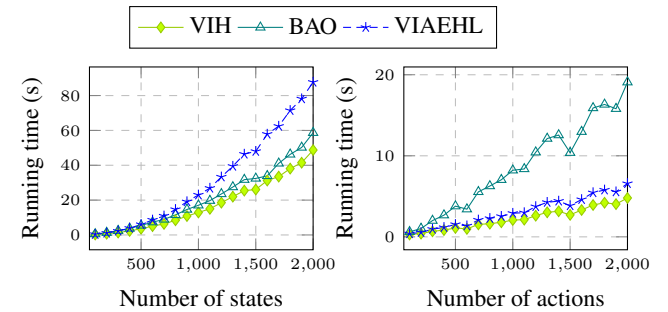 VIH BAO VIAEHL
Running time (s)
80
60
40
20
0
500 1,000 1,500 2,000
Number of states
Running time (s)
20
10
0
500 1,000 1,500 2,000
Number of actions